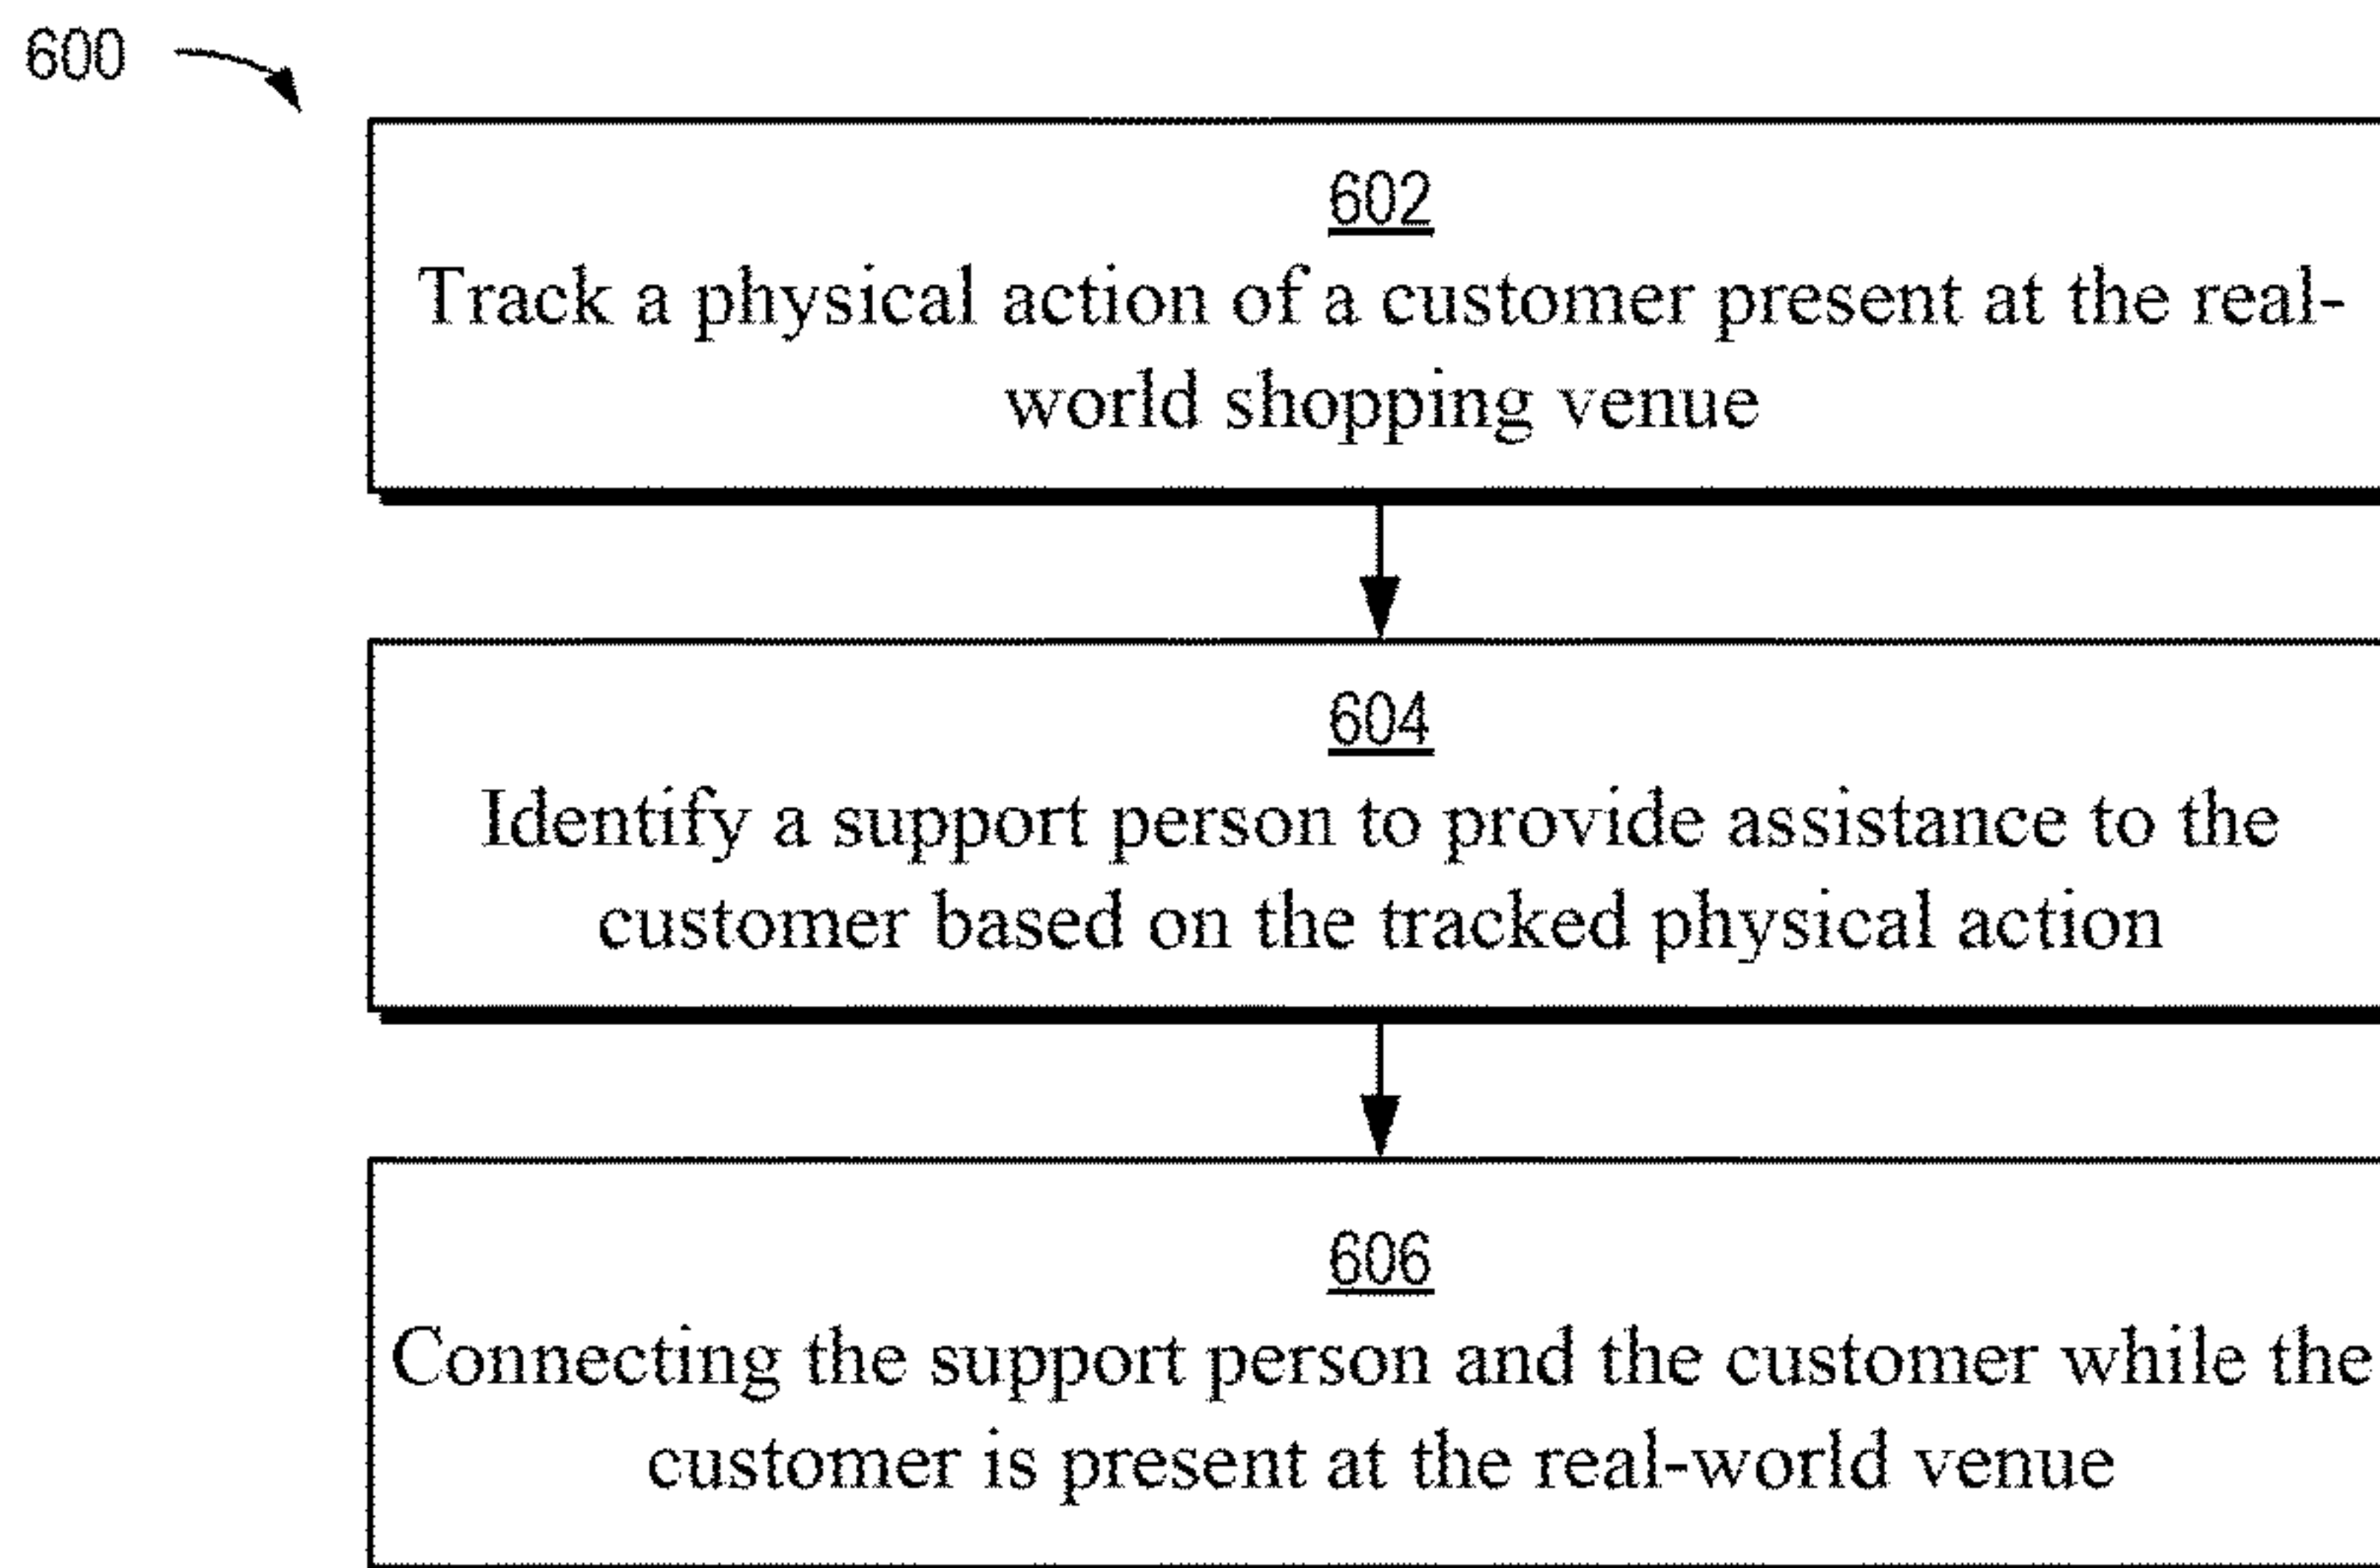 600
602
Track a physical action of a customer present at the real-
world shopping venue
604
Identify a support person to provide assistance to the
customer based on the tracked physical action
606
Connecting the support person and the customer while the
customer is present at the real-world venue